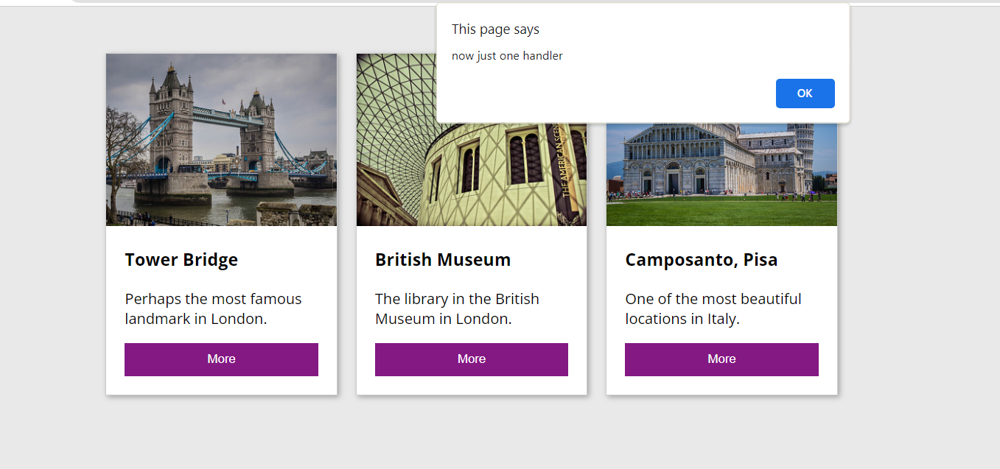 This page says
now just one handler
OK
THE AMERICAN SCENE
Tower Bridge
Perhaps the most famous
landmark in London.
More
British Museum
The library in the British
Museum in London.
More
Camposanto, Pisa
One of the most beautiful
locations in Italy.
More